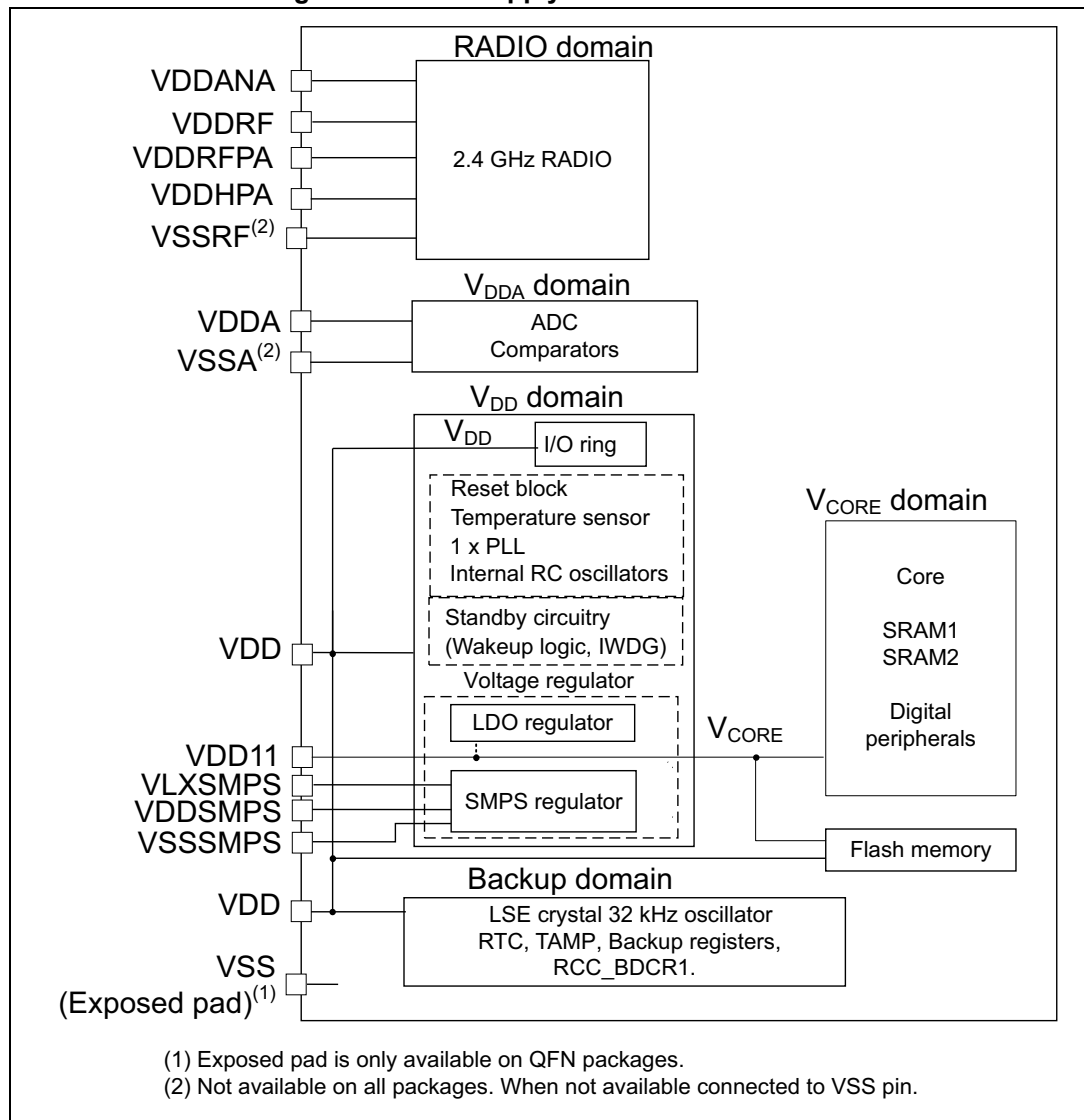 RADIO domain
VDDANA
VDDRF
VDDRFPA
2.4 GHz RADIO
VDDHPA
VSSRF(2)
VDDA domain
VDDA
ADC
Comparators
VSSA(2)
VDD domain
VDD
I/O ring
Reset block
Temperature sensor
1 x PLL
Internal RC oscillators
Standby circuitry
(Wakeup logic, IWDG)
VDD
Voltage regulator
LDO regulator
VCORE
VCORE domain
Core
SRAM1
SRAM2
Digital
peripherals
VDD11
VLXSMPS
VDDSMPS
VSSSMPS
SMPS regulator
Flash memory
Backup domain
VDD
LSE crystal 32 kHz oscillator
RTC, TAMP, Backup registers,
RCC_BDCR1.
VSS
(Exposed pad)(1)
(1) Exposed pad is only available on QFN packages.
(2) Not available on all packages. When not available connected to VSS pin.